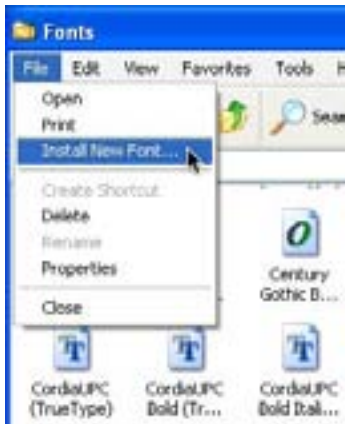 Fonts
File Edit View Favorites Tools H
Open
Print
Install New Font...
Create Shortcut
Delete
Rename
Properties
Close
Sear
Century
Gothic B...
CordiaUPC
(TrueType)
CordiaUPC
Bold (Tr...
CordiaUPC
Bold Itali...